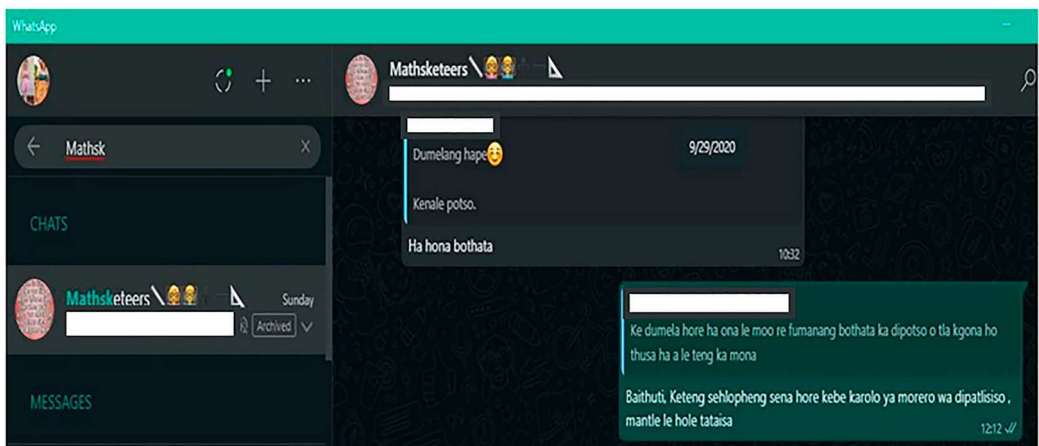 WhatsApp
Mathsk
CHATS
Mathsketeers
Sunday
Archived
MESSAGES
Mathsketeers
9/29/2020
Dumelang hape
Kenale potso.
Ha hona bothata
10:32
Ke dumela hore ha ona le moo re fumanang bothata ka dipotso o tla kgona ho
thusa ha a le teng ka mona
Baithuti, Keteng sehlopheng sena hore kebe karolo ya morero wa dipatlisiso ,
mantle le hole tataisa
12:12